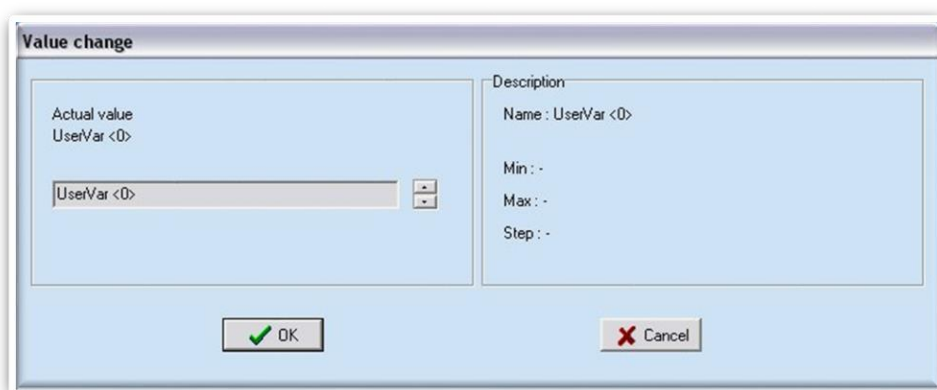 Value change
Actual value
UserVar <0>
UserVar <0>
Description
Name : UserVar <0>
Min : -
Max : -
Step : -
OK
Cancel